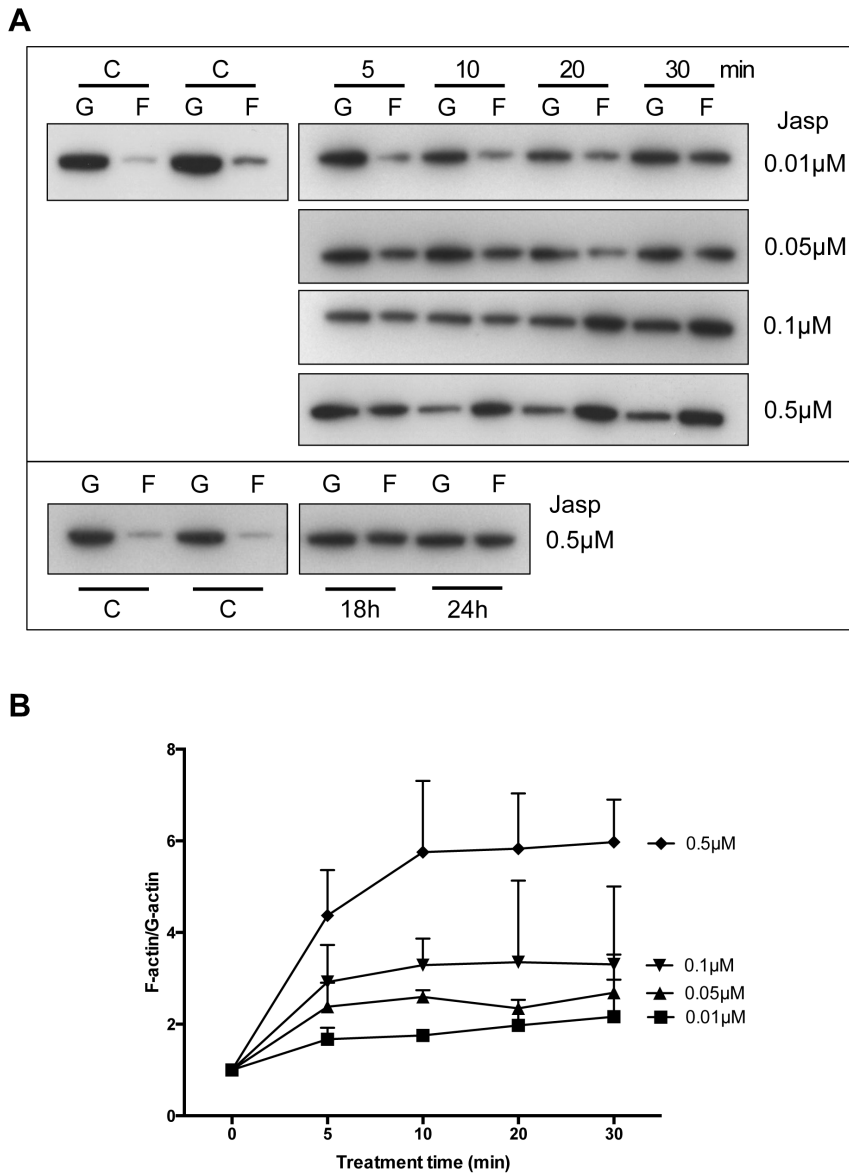 A
C C 5 10 20 30 min
G F G F G F G F G F G F
Jasp
0.01µM
0.05µM
0.1µM
0.5µM
G F G F G F G F
Jasp
0.5µM
C C 18h 24h
B
8
6
4
2
0
F-actin/G-actin
0.5µM
0.1µM
0.05µM
0.01µM
0 5 10 20 30
Treatment time (min)